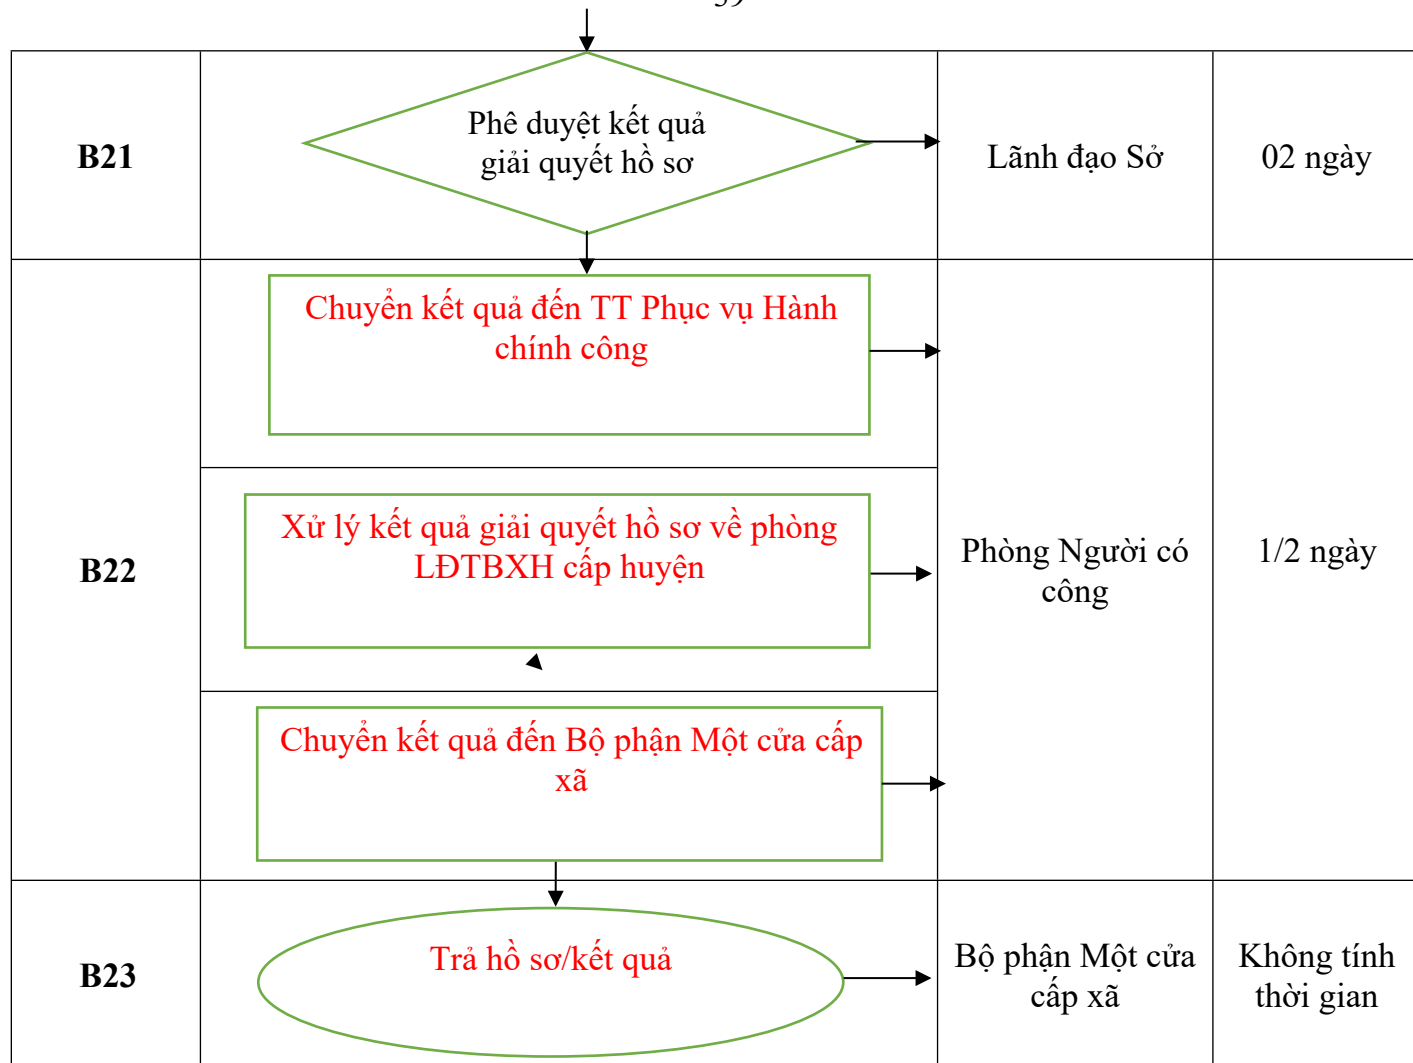 B21
Phê duyệt kết quả
giải quyết hồ sơ
Lãnh đạo Sở
02 ngày
B22
Chuyển kết quả đến TT Phục vụ Hành
chính công
Xử lý kết quả giải quyết hồ sơ về phòng
LĐTBXH cấp huyện
Chuyển kết quả đến Bộ phận Một cửa cấp
xã
Phòng Người có
công
1/2 ngày
B23
Trả hồ sơ/kết quả
Bộ phận Một cửa
cấp xã
Không tính
thời gian